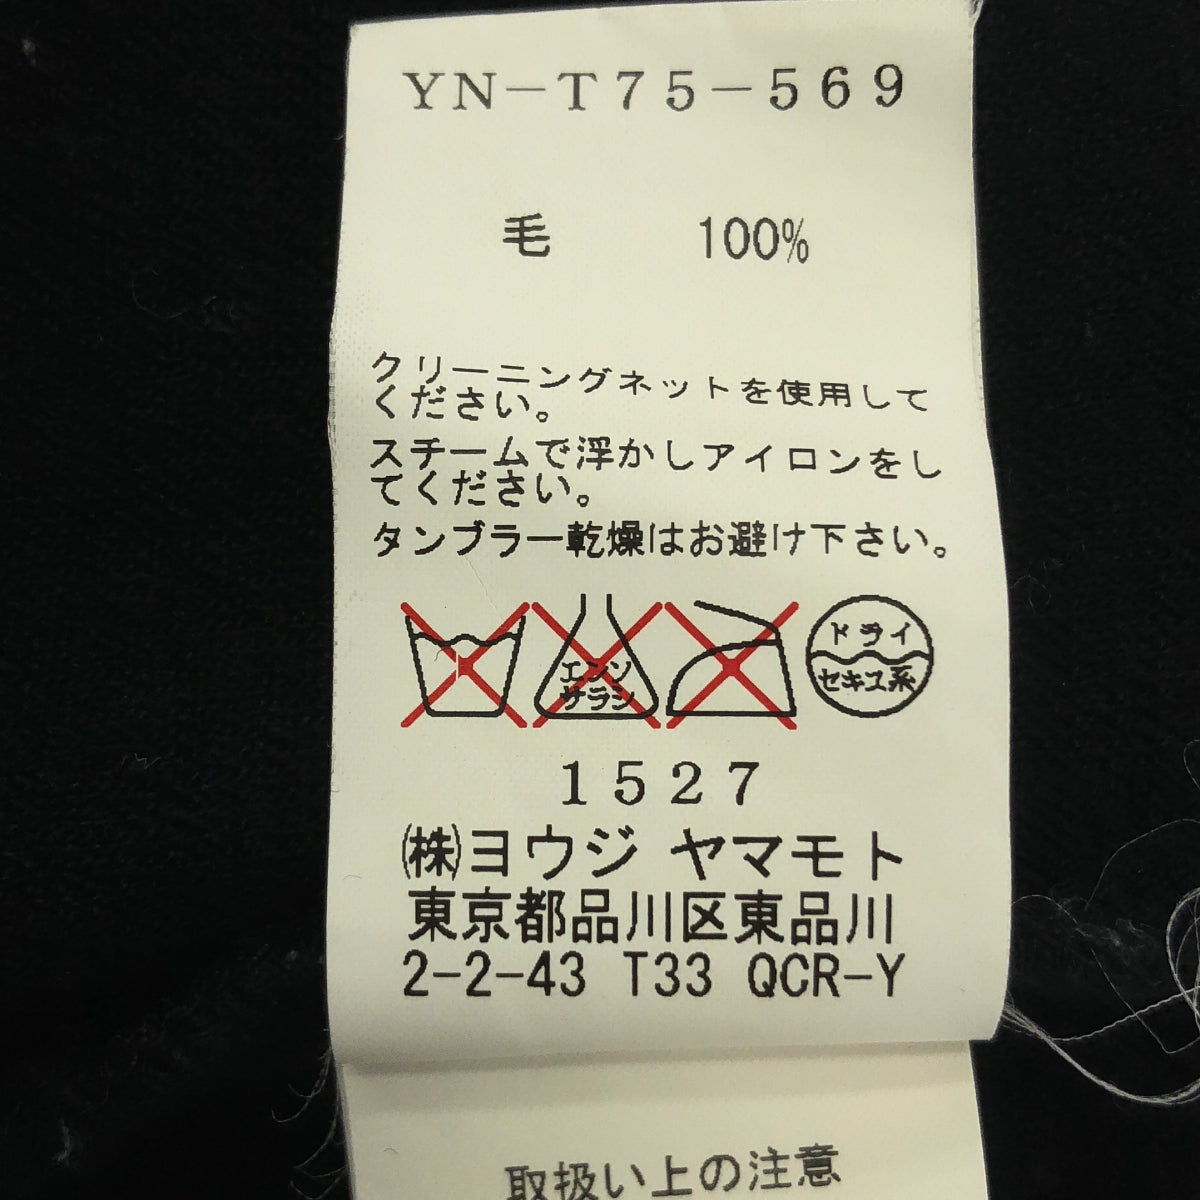 YN-T75-569
毛 100%
クリーニングネットを使用して
ください。
スチームで浮かしアイロンをし
てください。
タンブラー乾燥はお避け下さい。
エンソ
サラシ
ドライ
セキユ系
1527
㈱ヨウジ ヤマモト
東京都品川区東品川
2-2-43 T33 QCR-Y
取扱い上の注意